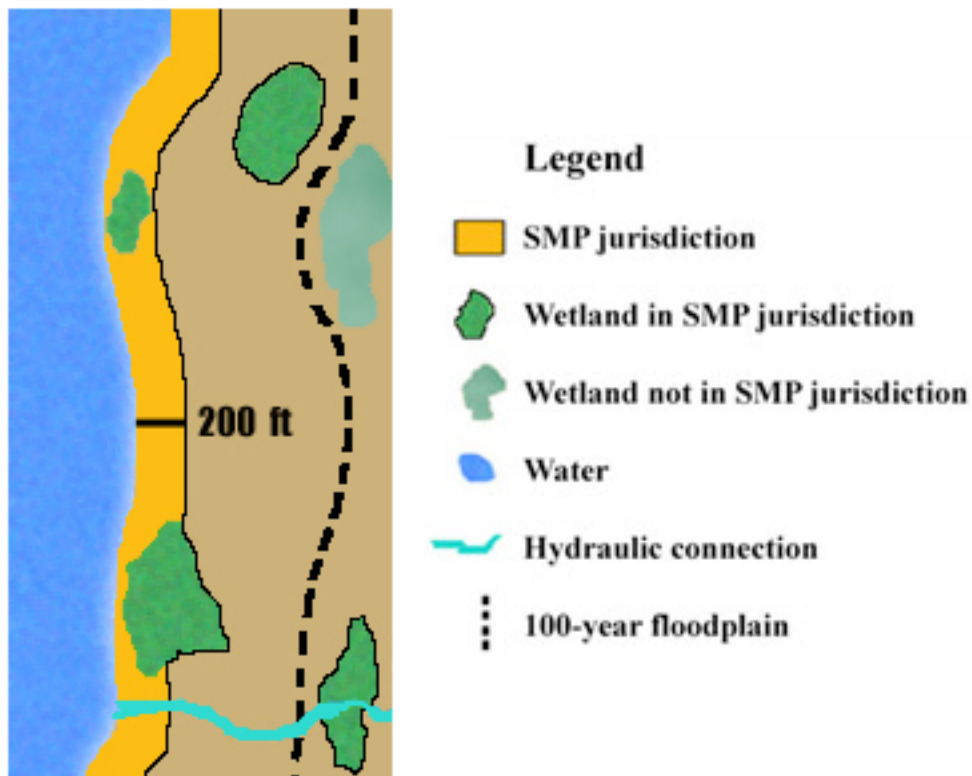 200 ft
Legend
SMP jurisdiction
Wetland in SMP jurisdiction
Wetland not in SMP jurisdiction
Water
Hydraulic connection
100-year floodplain